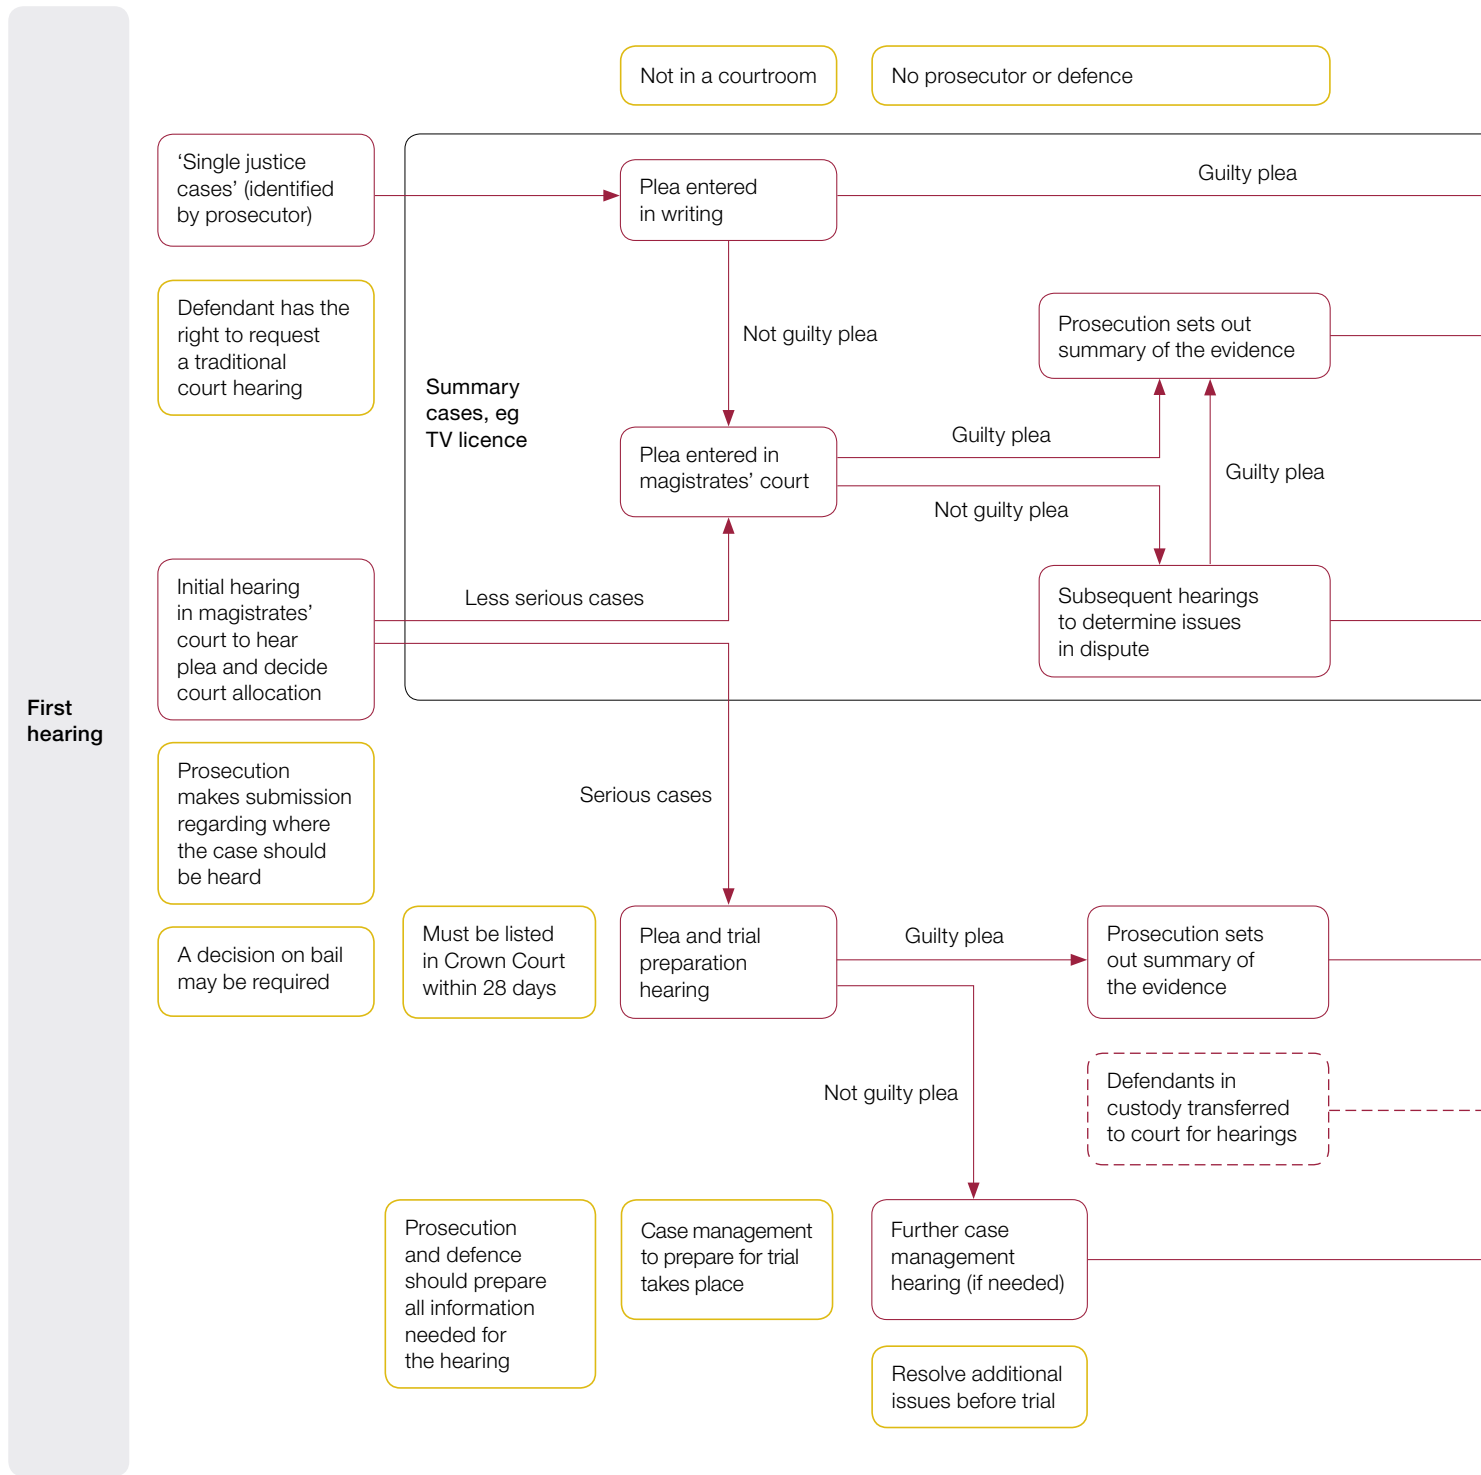 Not in a courtroom
No prosecutor or defence
‘Single justice
cases’ (identified
by prosecutor)
Plea entered
in writing
Guilty plea
Defendant has the
right to request
a traditional
court hearing
Not guilty plea
Prosecution sets out
summary of the evidence
Summary
cases, eg
TV licence
Plea entered in
magistrates’ court
Guilty plea
Guilty plea
Not guilty plea
Initial hearing
in magistrates’
court to hear
plea and decide
court allocation
Less serious cases
Subsequent hearings
to determine issues
in dispute
First
hearing
Prosecution
makes submission
regarding where
the case should
be heard
Serious cases
A decision on bail
may be required
Must be listed
in Crown Court
within 28 days
Plea and trial
preparation
hearing
Guilty plea
Prosecution sets
out summary of
the evidence
Not guilty plea
Defendants in
custody transferred
to court for hearings
Prosecution
and defence
should prepare
all information
needed for
the hearing
Case management
to prepare for trial
takes place
Further case
management
hearing (if needed)
Resolve additional
issues before trial